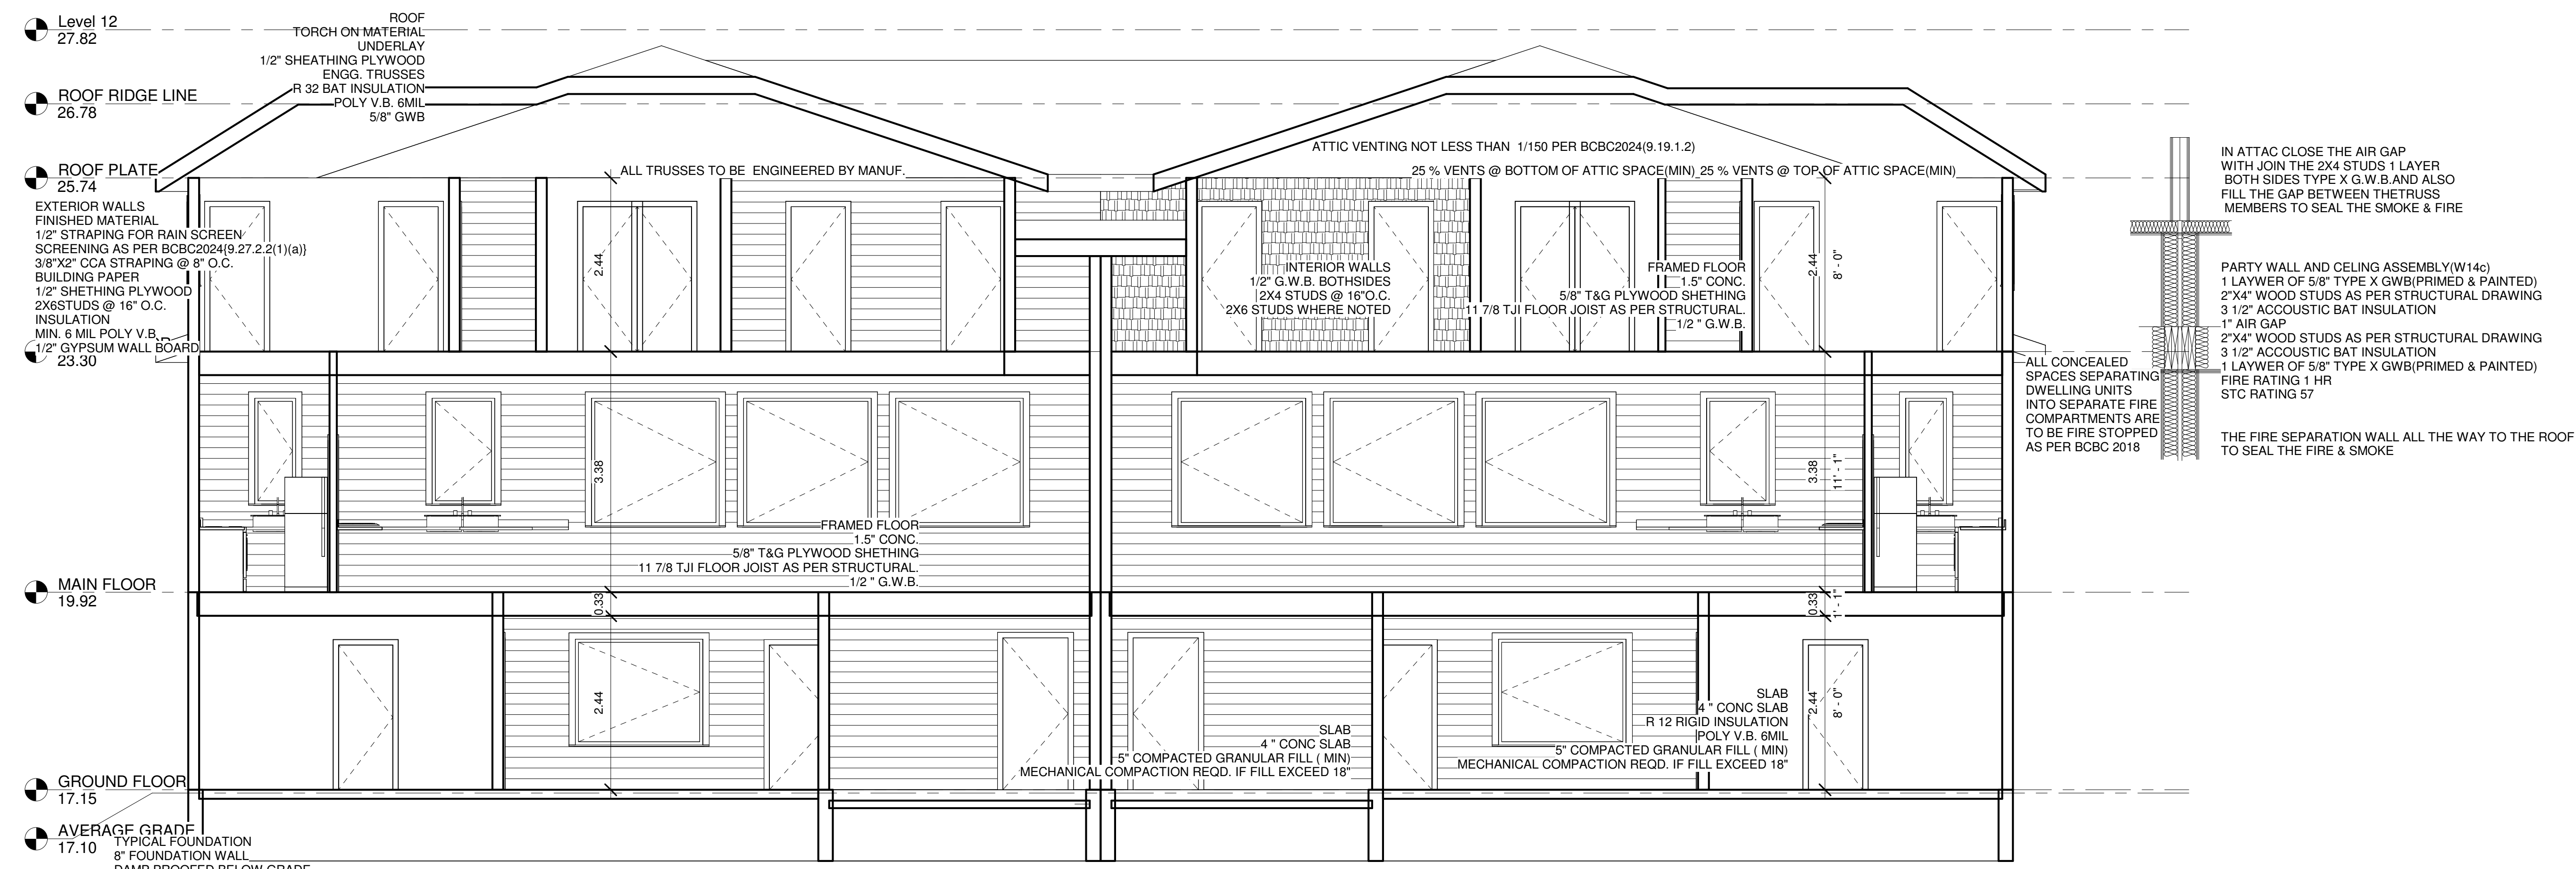 Level 12
27.82
ROOF RIDGE LINE
26.78
ROOF PLATE
25.74
23.30
MAIN FLOOR
19.92
GROUND FLOOR
17.15
AVERAGE GRADE
17.10
ROOF
TORCH ON MATERIAL
UNDERLAY
1/2" SHEATHING PLYWOOD
ENGG. TRUSSES
R 32 BAT INSULATION
POLY V.B. 6MIL
5/8" GWB
EXTERIOR WALLS
FINISHED MATERIAL
1/2" STRAPING FOR RAIN SCREEN
SCREENING AS PER BCBC2024{9.27.2.2(1)(a)}
3/8"X2" CCA STRAPING @ 8" O.C.
BUILDING PAPER
1/2" SHETHING PLYWOOD
2X6STUDS @ 16" O.C.
INSULATION
MIN. 6 MIL POLY V.B.
1/2" GYPSUM WALL BOARD
ALL TRUSSES TO BE  ENGINEERED BY MANUF.
ATTIC VENTING NOT LESS THAN  1/150 PER BCBC2024(9.19.1.2)
25 % VENTS @ BOTTOM OF ATTIC SPACE(MIN) 25 % VENTS @ TOP OF ATTIC SPACE(MIN)
2.44
INTERIOR WALLS
1/2" G.W.B. BOTHSIDES
2X4 STUDS @ 16"O.C.
2X6 STUDS WHERE NOTED
FRAMED FLOOR
1.5" CONC.
5/8" T&G PLYWOOD SHETHING
11 7/8 TJI FLOOR JOIST AS PER STRUCTURAL.
1/2 " G.W.B.
2.44
8' - 0"
3.38
FRAMED FLOOR
1.5" CONC.
5/8" T&G PLYWOOD SHETHING
11 7/8 TJI FLOOR JOIST AS PER STRUCTURAL.
1/2 " G.W.B.
3.38
11' - 1"
0.33
0.33
1' - 1"
2.44
SLAB
4 " CONC SLAB
5" COMPACTED GRANULAR FILL ( MIN)
MECHANICAL COMPACTION REQD. IF FILL EXCEED 18"
SLAB
4 " CONC SLAB
R 12 RIGID INSULATION
POLY V.B. 6MIL
5" COMPACTED GRANULAR FILL ( MIN)
MECHANICAL COMPACTION REQD. IF FILL EXCEED 18"
2.44
8' - 0"
ALL CONCEALED
SPACES SEPARATING
DWELLING UNITS
INTO SEPARATE FIRE
COMPARTMENTS ARE
TO BE FIRE STOPPED
AS PER BCBC 2018
IN ATTAC CLOSE THE AIR GAP
WITH JOIN THE 2X4 STUDS 1 LAYER
BOTH SIDES TYPE X G.W.B.AND ALSO
FILL THE GAP BETWEEN THETRUSS
MEMBERS TO SEAL THE SMOKE & FIRE
PARTY WALL AND CELING ASSEMBLY(W14c)
1 LAYWER OF 5/8" TYPE X GWB(PRIMED & PAINTED)
2"X4" WOOD STUDS AS PER STRUCTURAL DRAWING
3 1/2" ACCOUSTIC BAT INSULATION
1" AIR GAP
2"X4" WOOD STUDS AS PER STRUCTURAL DRAWING
3 1/2" ACCOUSTIC BAT INSULATION
1 LAYWER OF 5/8" TYPE X GWB(PRIMED & PAINTED)
FIRE RATING 1 HR
STC RATING 57
THE FIRE SEPARATION WALL ALL THE WAY TO THE ROOF
TO SEAL THE FIRE & SMOKE
TYPICAL FOUNDATION
8" FOUNDATION WALL
DAMP PROOFED BELOW GRADE